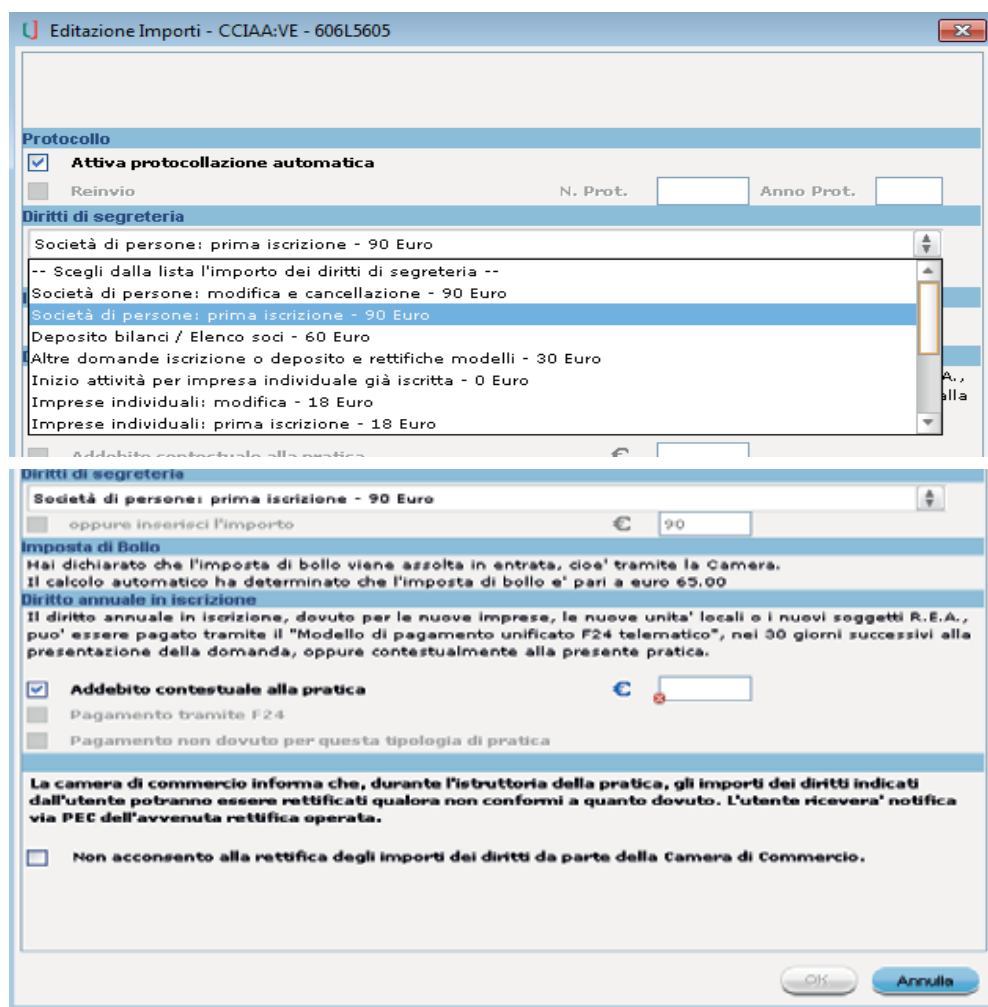 Editazione Importi - CCIAA:VE - 606L5605
Protocollo
Attiva protocollazione automatica
Reinvio N. Prot. Anno Prot.
Diritti di segreteria
Società di persone: prima iscrizione - 90 Euro
-- Scegli dalla lista l'importo dei diritti di segreteria --
Società di persone: modifica e cancellazione - 90 Euro
Società di persone: prima iscrizione - 90 Euro
Deposito bilanci / Elenco soci - 60 Euro
Altre domande iscrizione o deposito e rettifiche modelli - 30 Euro
Inizio attività per impresa individuale già iscritta - 0 Euro
A.,
Imprese individuali: modifica - 18 Euro
alla
Imprese individuali: prima iscrizione - 18 Euro
Addebito contestuale alla pratica €
Diritti di segreteria
Società di persone: prima iscrizione - 90 Euro
oppure inserisci l'importo € 90
Imposta di Bollo
Hai dichiarato che l'imposta di bollo viene assolta in entrata, cioe' tramite la Camera.
Il calcolo automatico ha determinato che l'imposta di bollo e' pari a euro 65,00
Diritto annuale in iscrizione
Il diritto annuale in iscrizione, dovuto per le nuove imprese, le nuove unita' locali o i nuovi soggetti R.E.A.,
puo' essere pagato tramite il "Modello di pagamento unificato F24 telematico", nei 30 giorni successivi alla
presentazione della domanda, oppure contestualmente alla presente pratica.
Addebito contestuale alla pratica €
Pagamento tramite F24
Pagamento non dovuto per questa tipologia di pratica
La camera di commercio informa che, durante l'istruttoria della pratica, gli importi dei diritti indicati
dall'utente potranno essere rettificati qualora non conformi a quanto dovuto. L'utente ricevera' notifica
via PEC dell'avvenuta rettifica operata.
Non acconsento alla rettifica degli importi dei diritti da parte della Camera di Commercio.
OK Annulla